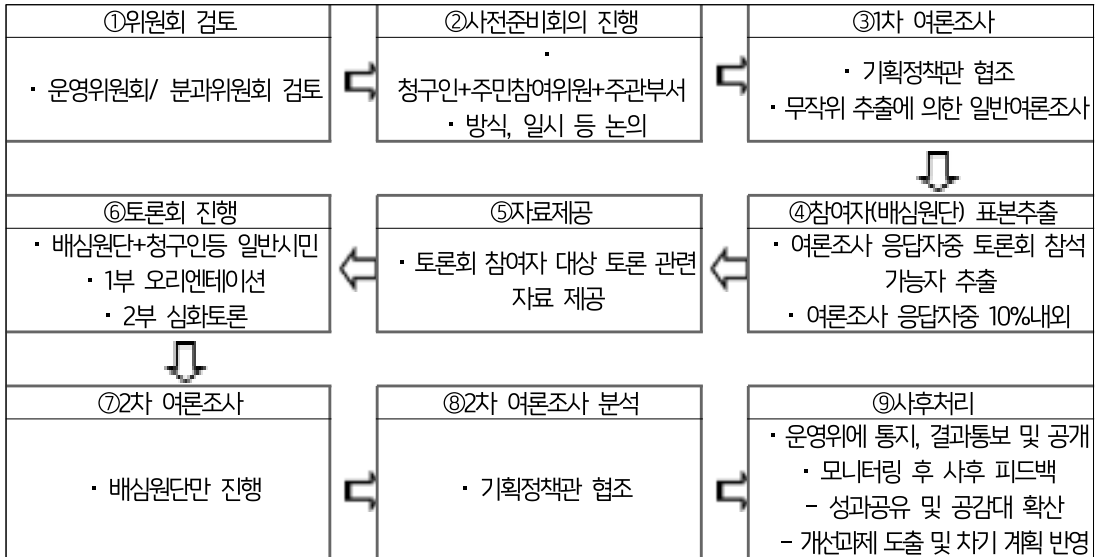 ①위원회 검토
· 운영위원회/ 분과위원회 검토
②사전준비회의 진행
·
청구인+주민참여위원+주관부서
· 방식, 일시 등 논의
③1차 여론조사
· 기획정책관 협조
· 무작위 추출에 의한 일반여론조사
④참여자(배심원단) 표본추출
· 여론조사 응답자중 토론회 참석
가능자 추출
· 여론조사 응답자중 10%내외
⑤자료제공
· 토론회 참여자 대상 토론 관련
자료 제공
⑥토론회 진행
· 배심원단+청구인등 일반시민
· 1부 오리엔테이션
· 2부 심화토론
⑦2차 여론조사
· 배심원단만 진행
⑧2차 여론조사 분석
· 기획정책관 협조
⑨사후처리
· 운영위에 통지, 결과통보 및 공개
· 모니터링 후 사후 피드백
- 성과공유 및 공감대 확산
- 개선과제 도출 및 차기 계획 반영